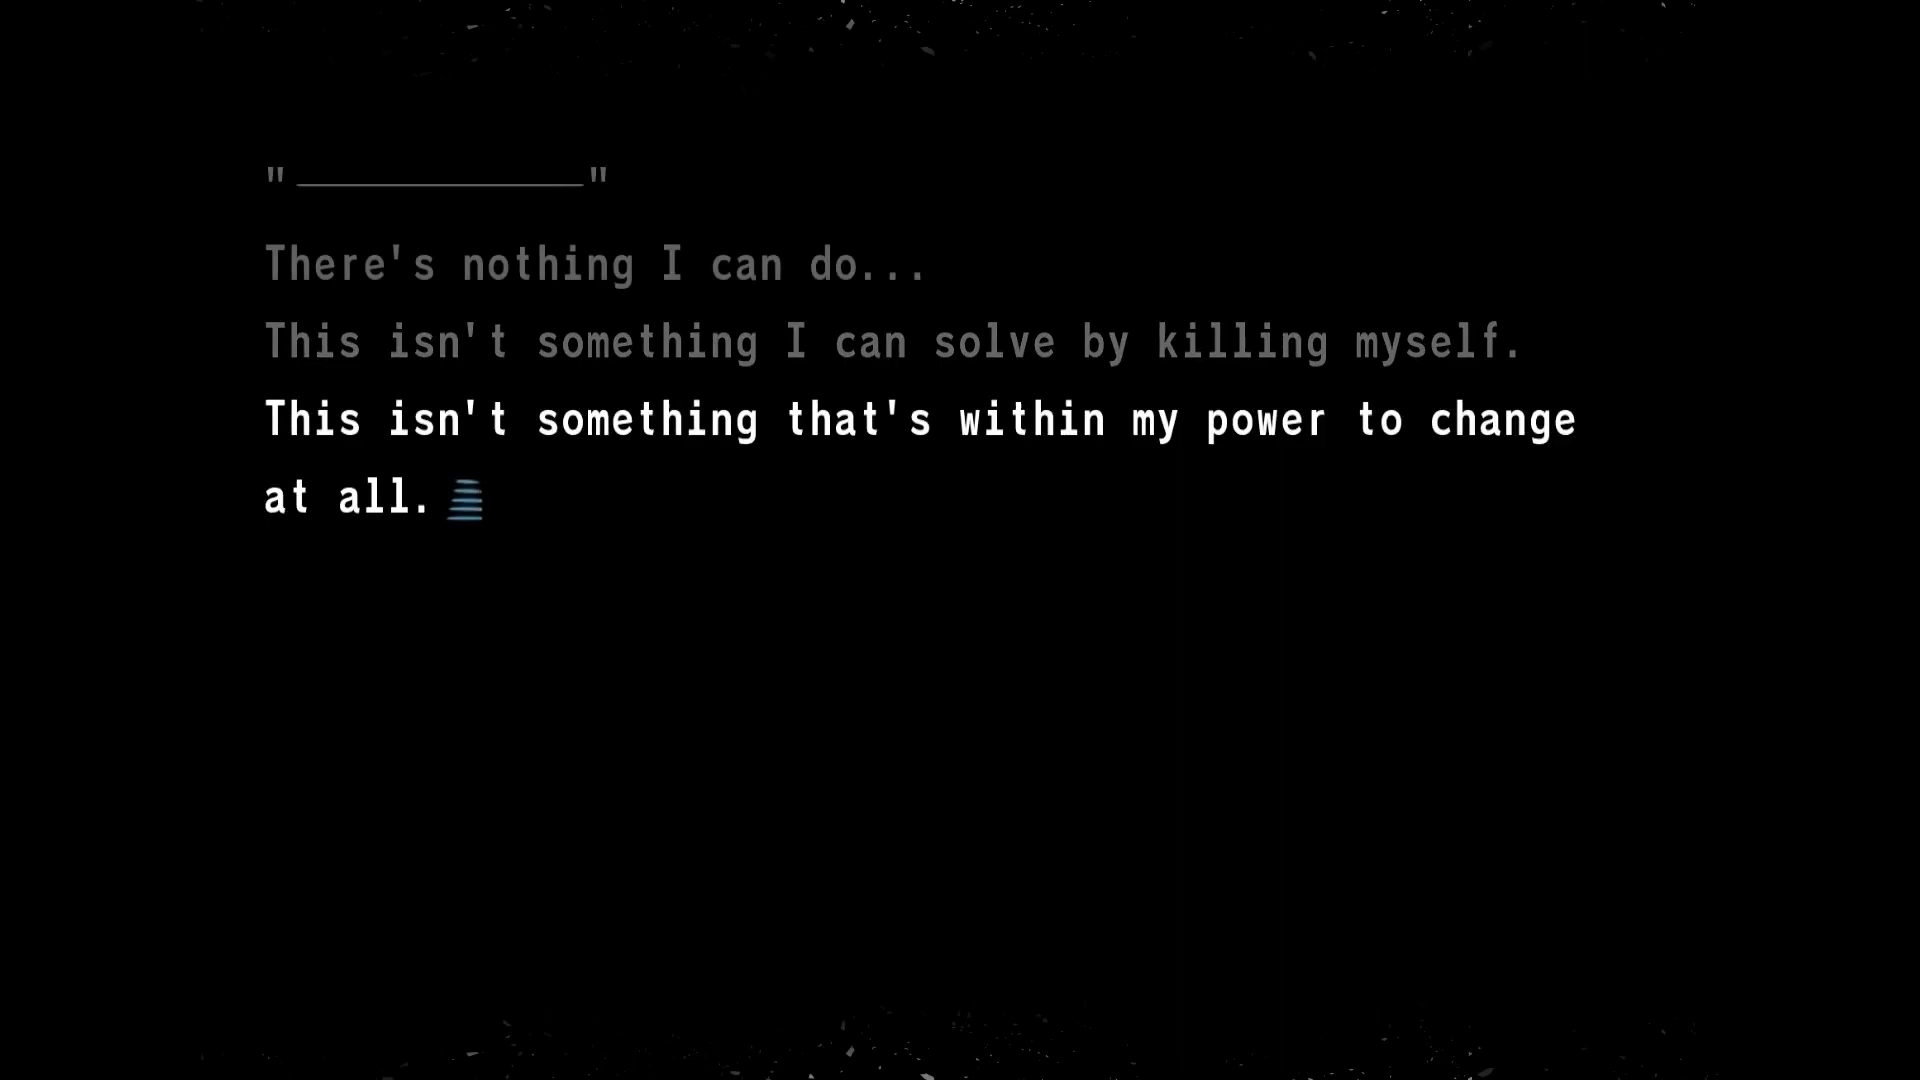 "————————————"
There's nothing I can do...
This isn't something I can solve by killing myself.
This isn't something that's within my power to change
at all.